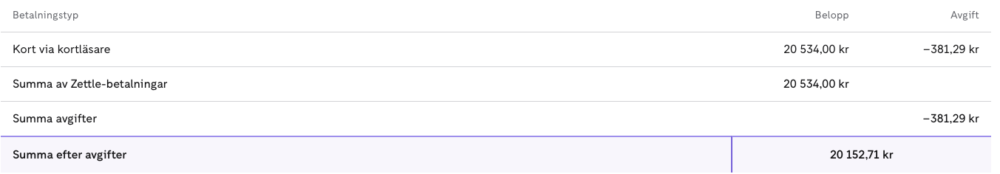 Betalningstyp Belopp Avgift
Kort via kortläsare 20 534,00 kr −381,29 kr
Summa av Zettle-betalningar 20 534,00 kr
Summa avgifter −381,29 kr
Summa efter avgifter 20 152,71 kr